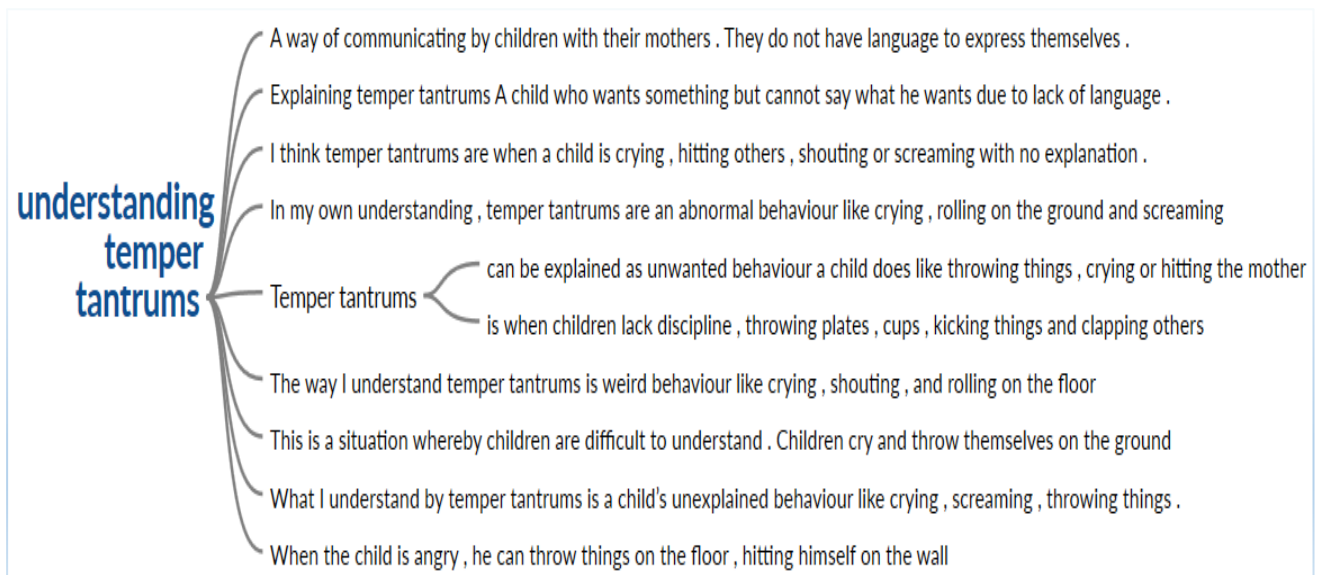 understanding
temper
tantrums
A way of communicating by children with their mothers . They do not have language to express themselves .
Explaining temper tantrums A child who wants something but cannot say what he wants due to lack of language .
I think temper tantrums are when a child is crying , hitting others , shouting or screaming with no explanation .
In my own understanding , temper tantrums are an abnormal behaviour like crying , rolling on the ground and screaming
Temper tantrums
can be explained as unwanted behaviour a child does like throwing things , crying or hitting the mother
is when children lack discipline , throwing plates , cups , kicking things and clapping others
The way I understand temper tantrums is weird behaviour like crying , shouting , and rolling on the floor
This is a situation whereby children are difficult to understand . Children cry and throw themselves on the ground
What I understand by temper tantrums is a child's unexplained behaviour like crying , screaming , throwing things .
When the child is angry , he can throw things on the floor , hitting himself on the wall